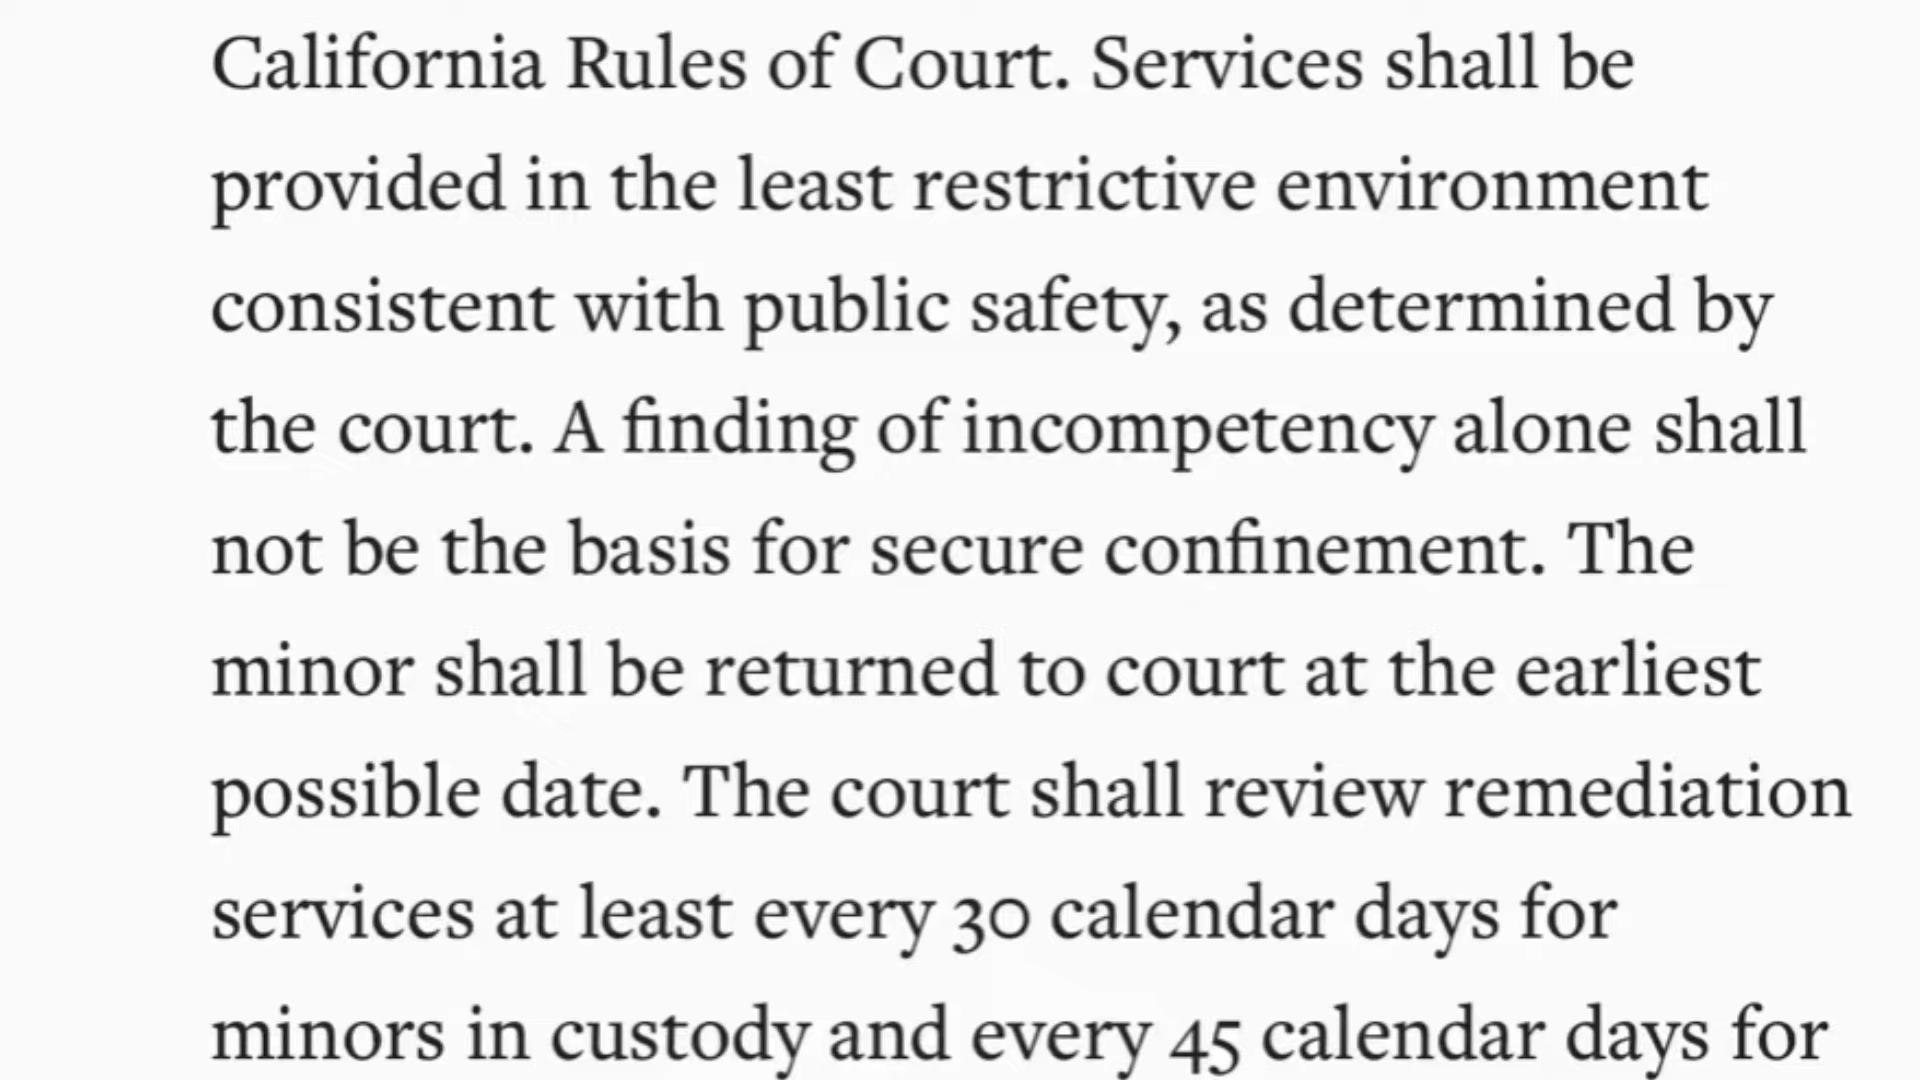 California Rules of Court. Services shall be
provided in the least restrictive environment
consistent with public safety, as determined by
the court. A finding of incompetency alone shall
not be the basis for secure confinement. The
minor shall be returned to court at the earliest
possible date. The court shall review remediation
services at least every 30 calendar days for
minors in custody and every 45 calendar days for